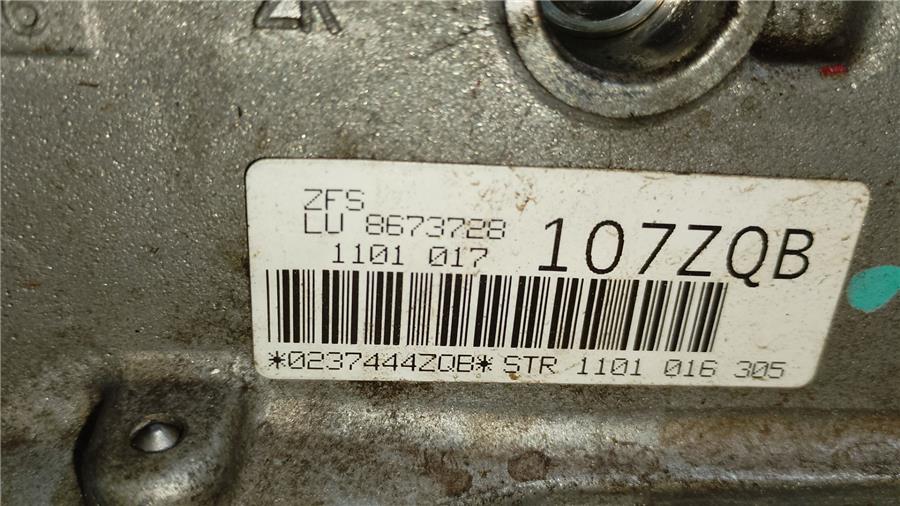 ZFS
LU 8673728
1101 017
107ZQB
*0237444ZQB* STR 1101 016 305